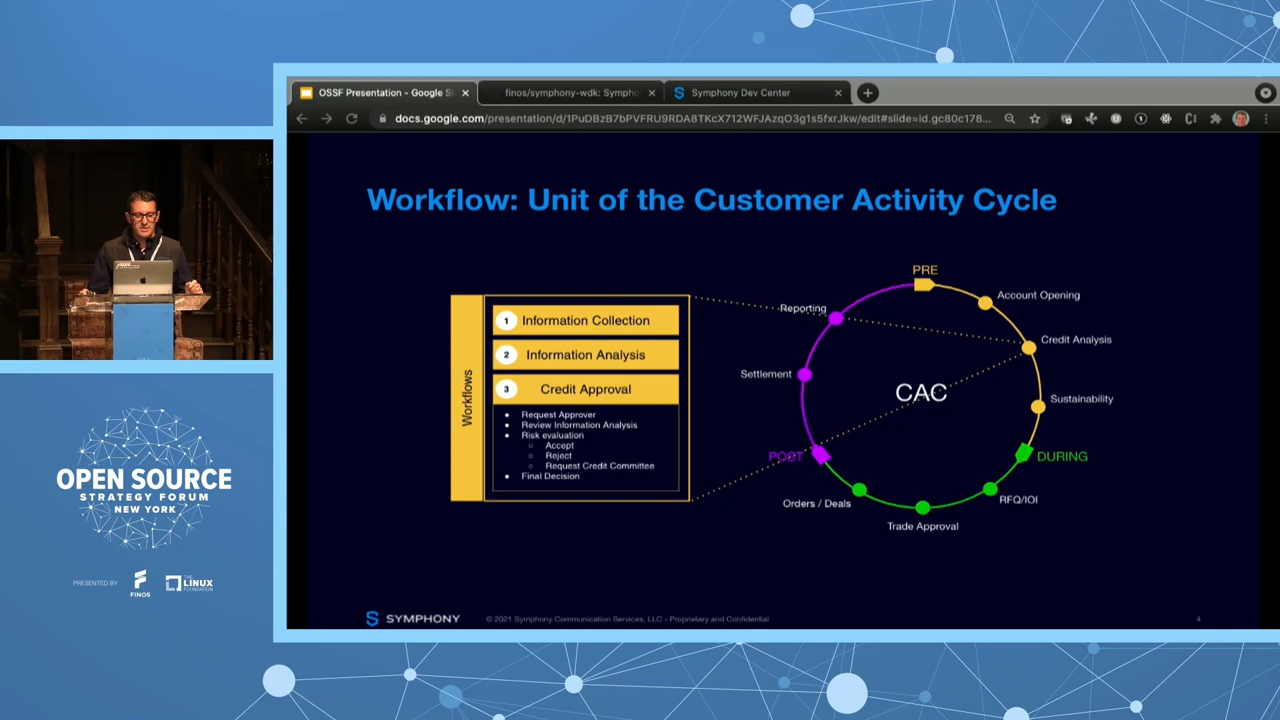 OSSF Presentation - Google Sl
finos/symphony-wdk: Sympho
Symphony Dev Center
docs.google.com/presentation/d/1PuDBzB7bPVFRU9RDA8TKcX712WFJAzqO3g1s5fxrJkw/edit#slide=id.gc80c178...
Workflow: Unit of the Customer Activity Cycle
Workflows
1 Information Collection
2 Information Analysis
3 Credit Approval
• Request Approver
• Review Information Analysis
• Risk evaluation
○ Accept
○ Reject
○ Request Credit Committee
• Final Decision
PRE
Account Opening
Credit Analysis
Sustainability
DURING
RFQ/IOI
Trade Approval
Orders / Deals
POST
Settlement
Reporting
CAC
SYMPHONY
© 2021 Symphony Communication Services, LLC - Proprietary and Confidential
4
OPEN SOURCE
STRATEGY FORUM
NEW YORK
PRESENTED BY
FINOS
THE
LINUX
FOUNDATION